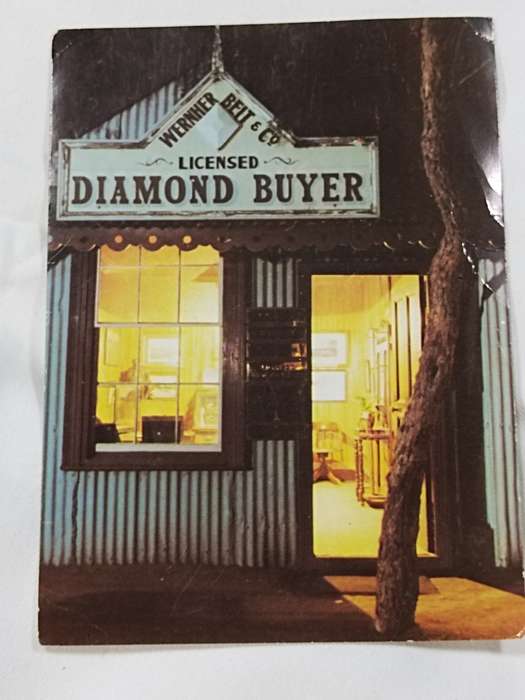 WERNHER BEIT & Co
LICENSED
DIAMOND BUYER